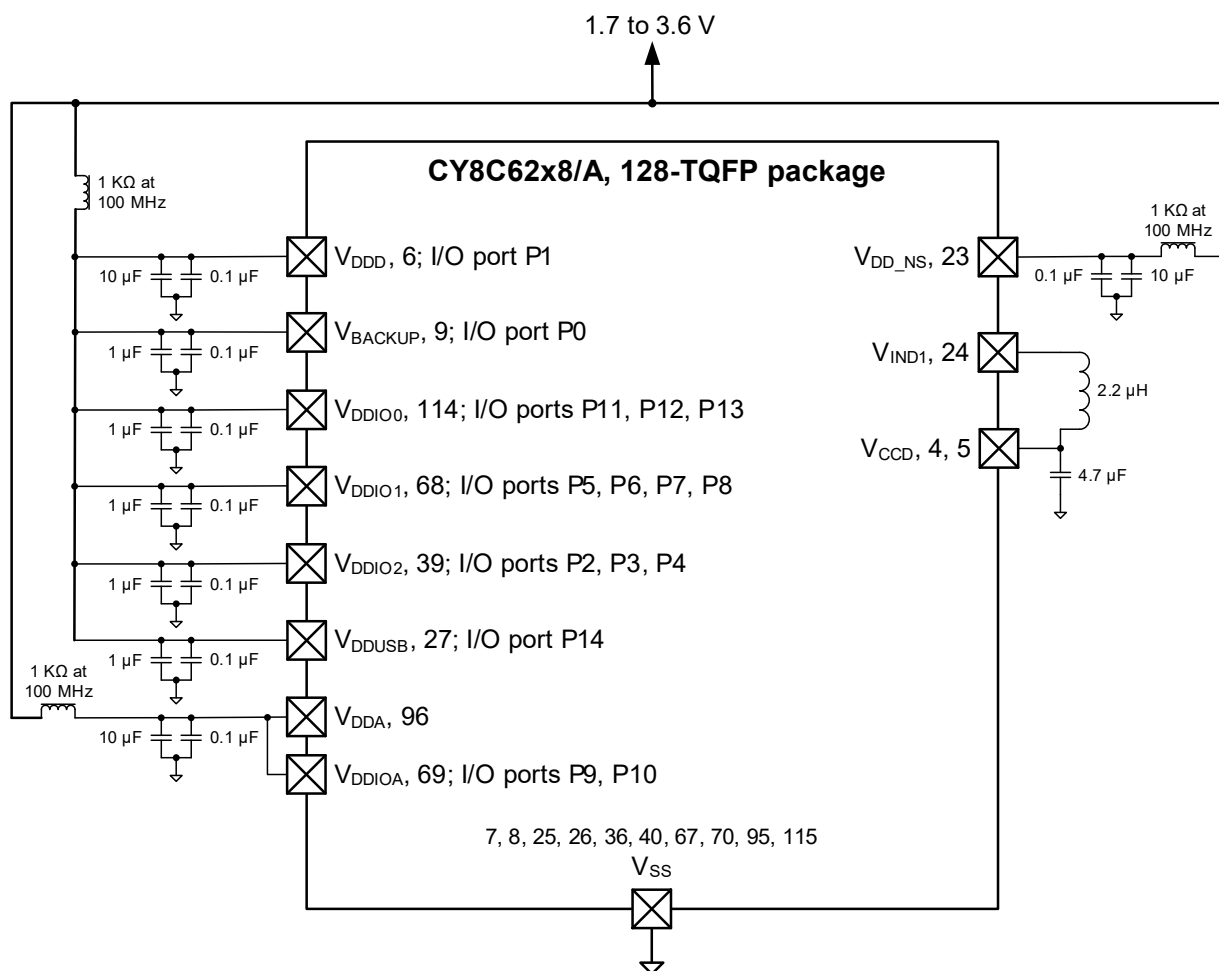 1.7 to 3.6 V
CY8C62x8/A, 128-TQFP package
1 KΩ at
100 MHz
VDDD, 6; I/O port P1
10 µF
0.1 µF
VBACKUP, 9; I/O port P0
1 µF
0.1 µF
VDDIO0, 114; I/O ports P11, P12, P13
1 µF
0.1 µF
VDDIO1, 68; I/O ports P5, P6, P7, P8
1 µF
0.1 µF
VDDIO2, 39; I/O ports P2, P3, P4
1 µF
0.1 µF
VDDUSB, 27; I/O port P14
1 µF
0.1 µF
1 KΩ at
100 MHz
VDDA, 96
10 µF
0.1 µF
VDDIOA, 69; I/O ports P9, P10
1 KΩ at
100 MHz
VDD_NS, 23
0.1 µF
10 µF
VIND1, 24
2.2 µH
VCCD, 4, 5
4.7 µF
7, 8, 25, 26, 36, 40, 67, 70, 95, 115
VSS